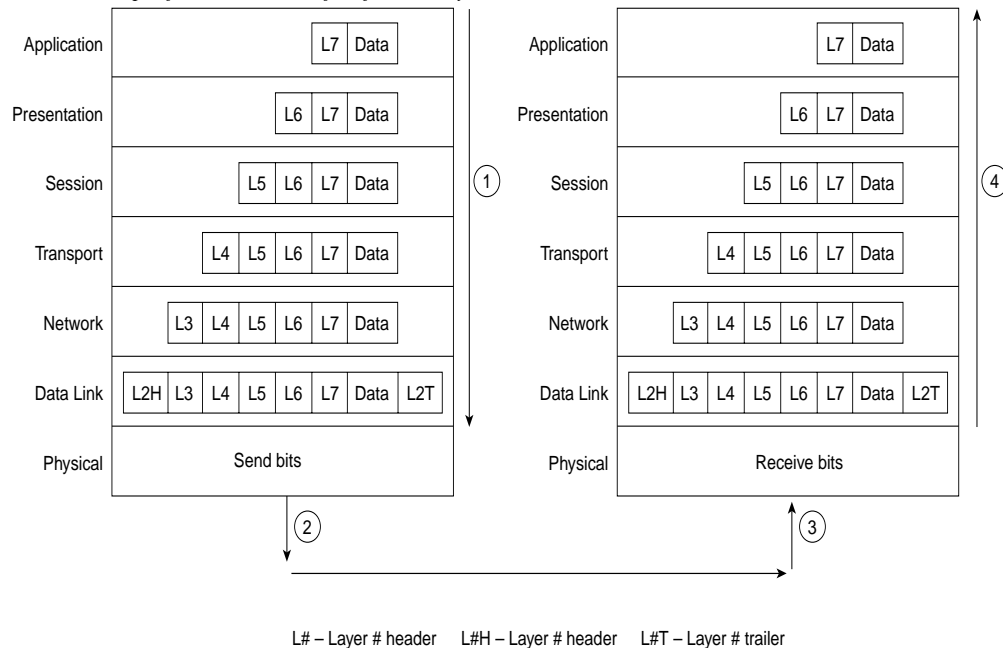 Application L7 Data
Presentation L6 L7 Data
Session L5 L6 L7 Data
Transport L4 L5 L6 L7 Data
Network L3 L4 L5 L6 L7 Data
Data Link L2H L3 L4 L5 L6 L7 Data L2T
Physical Send bits
1
2
Application L7 Data
Presentation L6 L7 Data
Session L5 L6 L7 Data
Transport L4 L5 L6 L7 Data
Network L3 L4 L5 L6 L7 Data
Data Link L2H L3 L4 L5 L6 L7 Data L2T
Physical Receive bits
3
4
L# – Layer # header L#H – Layer # header L#T – Layer # trailer